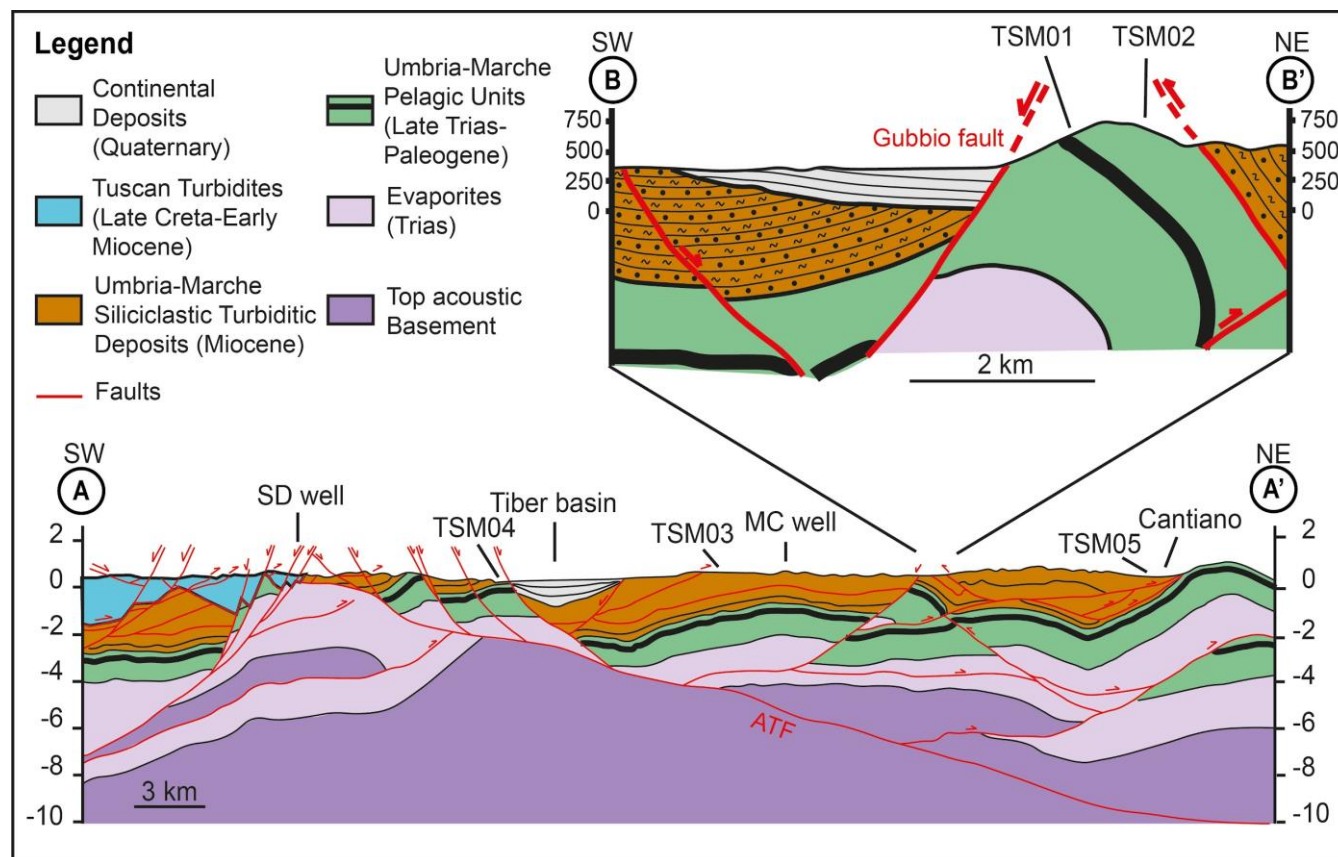 Legend
Continental
Deposits
(Quaternary)
Tuscan Turbidites
(Late Creta-Early
Miocene)
Umbria-Marche
Siliciclastic Turbiditic
Deposits (Miocene)
Faults
Umbria-Marche
Pelagic Units
(Late Trias-
Paleogene)
Evaporites
(Trias)
Top acoustic
Basement
SW
B
TSM01
TSM02
NE
B'
Gubbio fault
750
500
250
0
750
500
250
0
2 km
SW
A
SD well
TSM04
Tiber basin
TSM03
MC well
TSM05
Cantiano
NE
A'
2
0
-2
-4
-6
-8
-10
2
0
-2
-4
-6
-8
-10
ATF
3 km